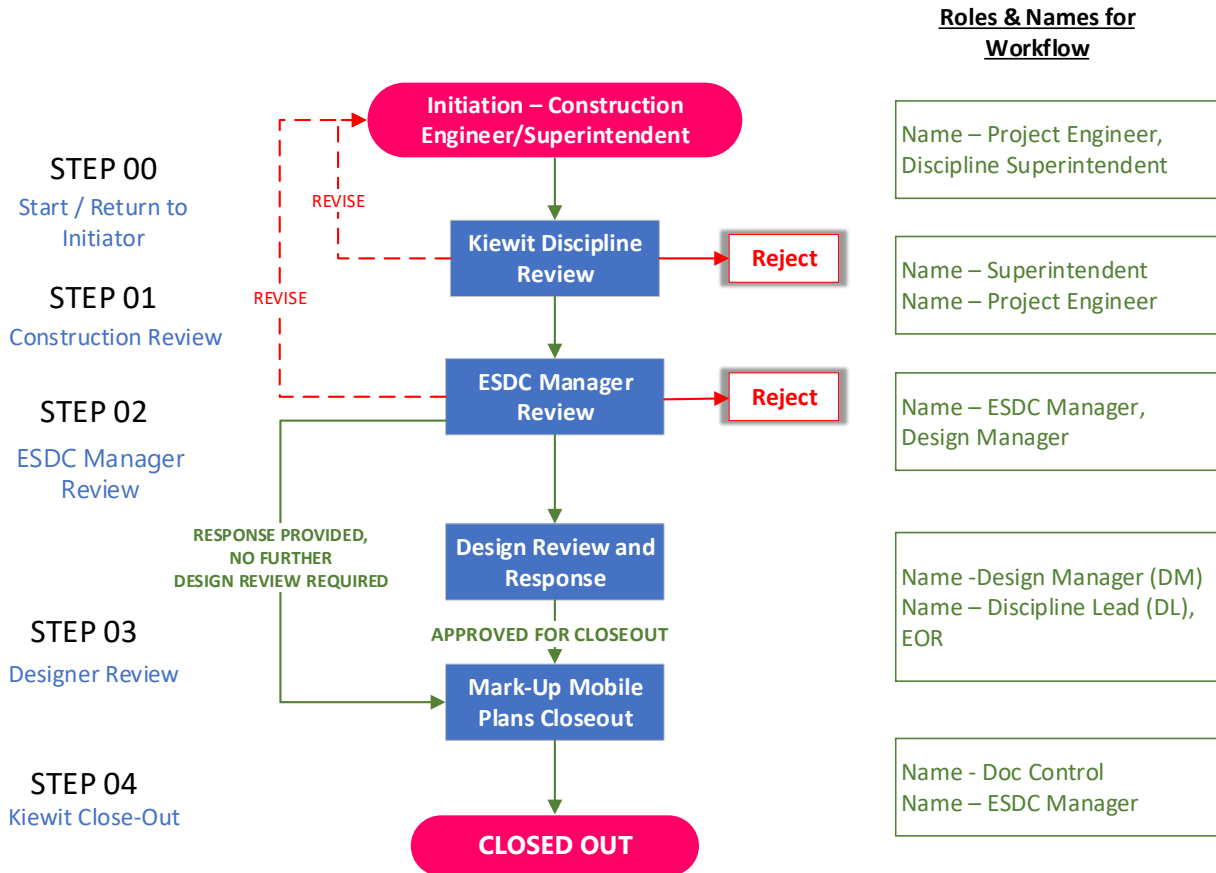 Roles & Names for
Workflow
Initiation – Construction
Engineer/Superintendent
Name – Project Engineer,
Discipline Superintendent
STEP 00
Start / Return to
Initiator
REVISE
Kiewit Discipline
Review
Reject
Name – Superintendent
Name – Project Engineer
STEP 01
Construction Review
REVISE
ESDC Manager
Review
Reject
Name – ESDC Manager,
Design Manager
STEP 02
ESDC Manager
Review
RESPONSE PROVIDED,
NO FURTHER
DESIGN REVIEW REQUIRED
Design Review and
Response
Name -Design Manager (DM)
Name – Discipline Lead (DL),
EOR
STEP 03
Designer Review
APPROVED FOR CLOSEOUT
Mark-Up Mobile
Plans Closeout
STEP 04
Kiewit Close-Out
Name - Doc Control
Name – ESDC Manager
CLOSED OUT